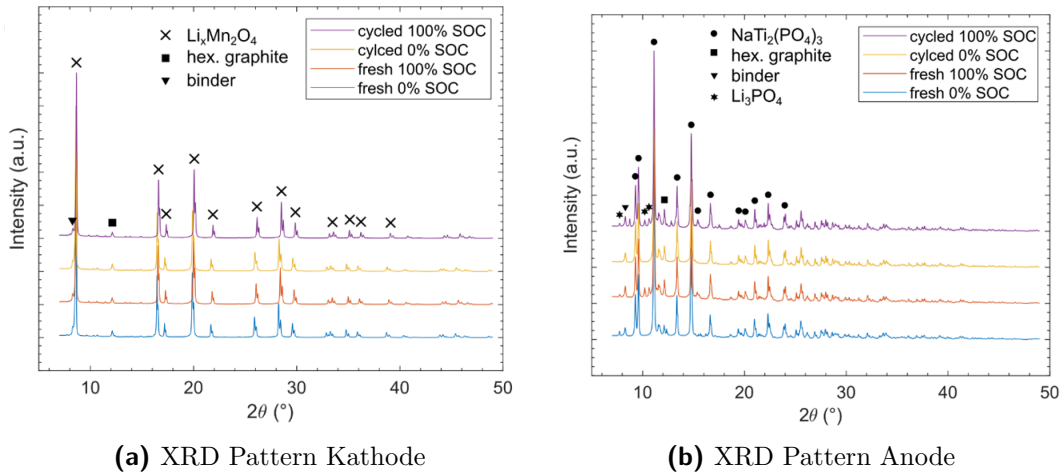 × LiₓMn₂O₄
■ hex. graphite
▼ binder
cycled 100% SOC
cylced 0% SOC
fresh 100% SOC
fresh 0% SOC
Intensity (a.u.)
10 20 30 40 50
2θ (°)
(a) XRD Pattern Kathode
● NaTi₂(PO₄)₃
■ hex. graphite
▼ binder
✶ Li₃PO₄
cycled 100% SOC
cylced 0% SOC
fresh 100% SOC
fresh 0% SOC
Intensity (a.u.)
10 20 30 40 50
2θ (°)
(b) XRD Pattern Anode